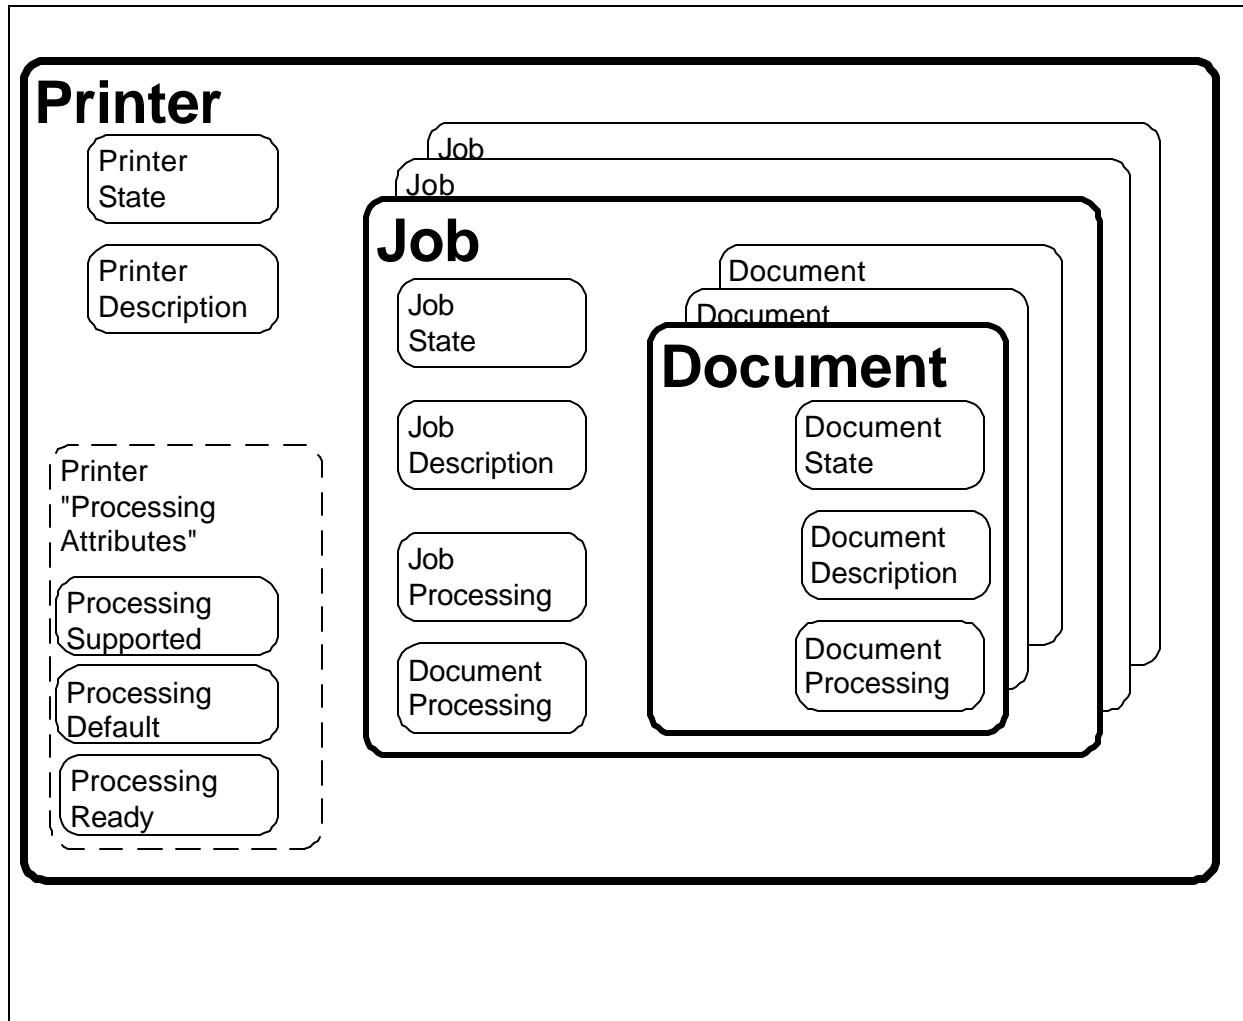 Printer
Printer
State
Printer
Description
Printer
"Processing
Attributes"
Processing
Supported
Processing
Default
Processing
Ready
Job
Job
Job
Job
State
Job
Description
Job
Processing
Document
Processing
Document
Document
Document
Document
State
Document
Description
Document
Processing